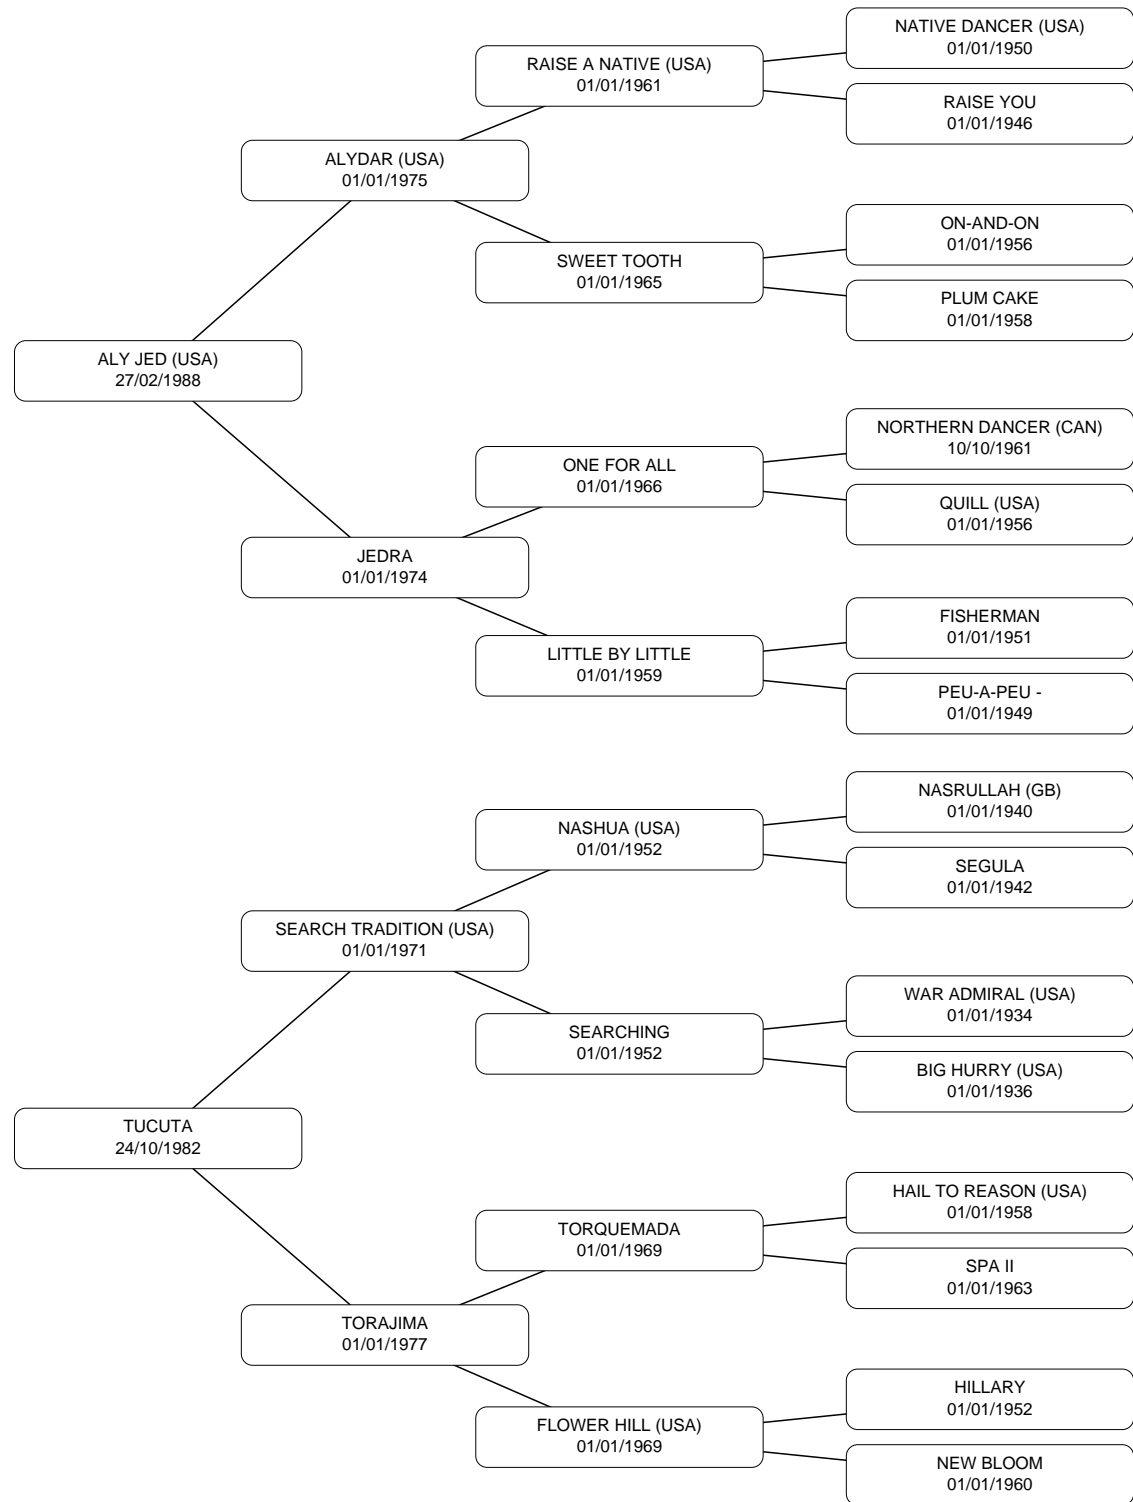 NATIVE DANCER (USA)
01/01/1950
RAISE A NATIVE (USA)
01/01/1961
RAISE YOU
01/01/1946
ALYDAR (USA)
01/01/1975
ON-AND-ON
01/01/1956
SWEET TOOTH
01/01/1965
PLUM CAKE
01/01/1958
ALY JED (USA)
27/02/1988
NORTHERN DANCER (CAN)
10/10/1961
ONE FOR ALL
01/01/1966
QUILL (USA)
01/01/1956
JEDRA
01/01/1974
FISHERMAN
01/01/1951
LITTLE BY LITTLE
01/01/1959
PEU-A-PEU -
01/01/1949
NASRULLAH (GB)
01/01/1940
NASHUA (USA)
01/01/1952
SEGULA
01/01/1942
SEARCH TRADITION (USA)
01/01/1971
WAR ADMIRAL (USA)
01/01/1934
SEARCHING
01/01/1952
BIG HURRY (USA)
01/01/1936
TUCUTA
24/10/1982
HAIL TO REASON (USA)
01/01/1958
TORQUEMADA
01/01/1969
SPA II
01/01/1963
TORAJIMA
01/01/1977
HILLARY
01/01/1952
FLOWER HILL (USA)
01/01/1969
NEW BLOOM
01/01/1960